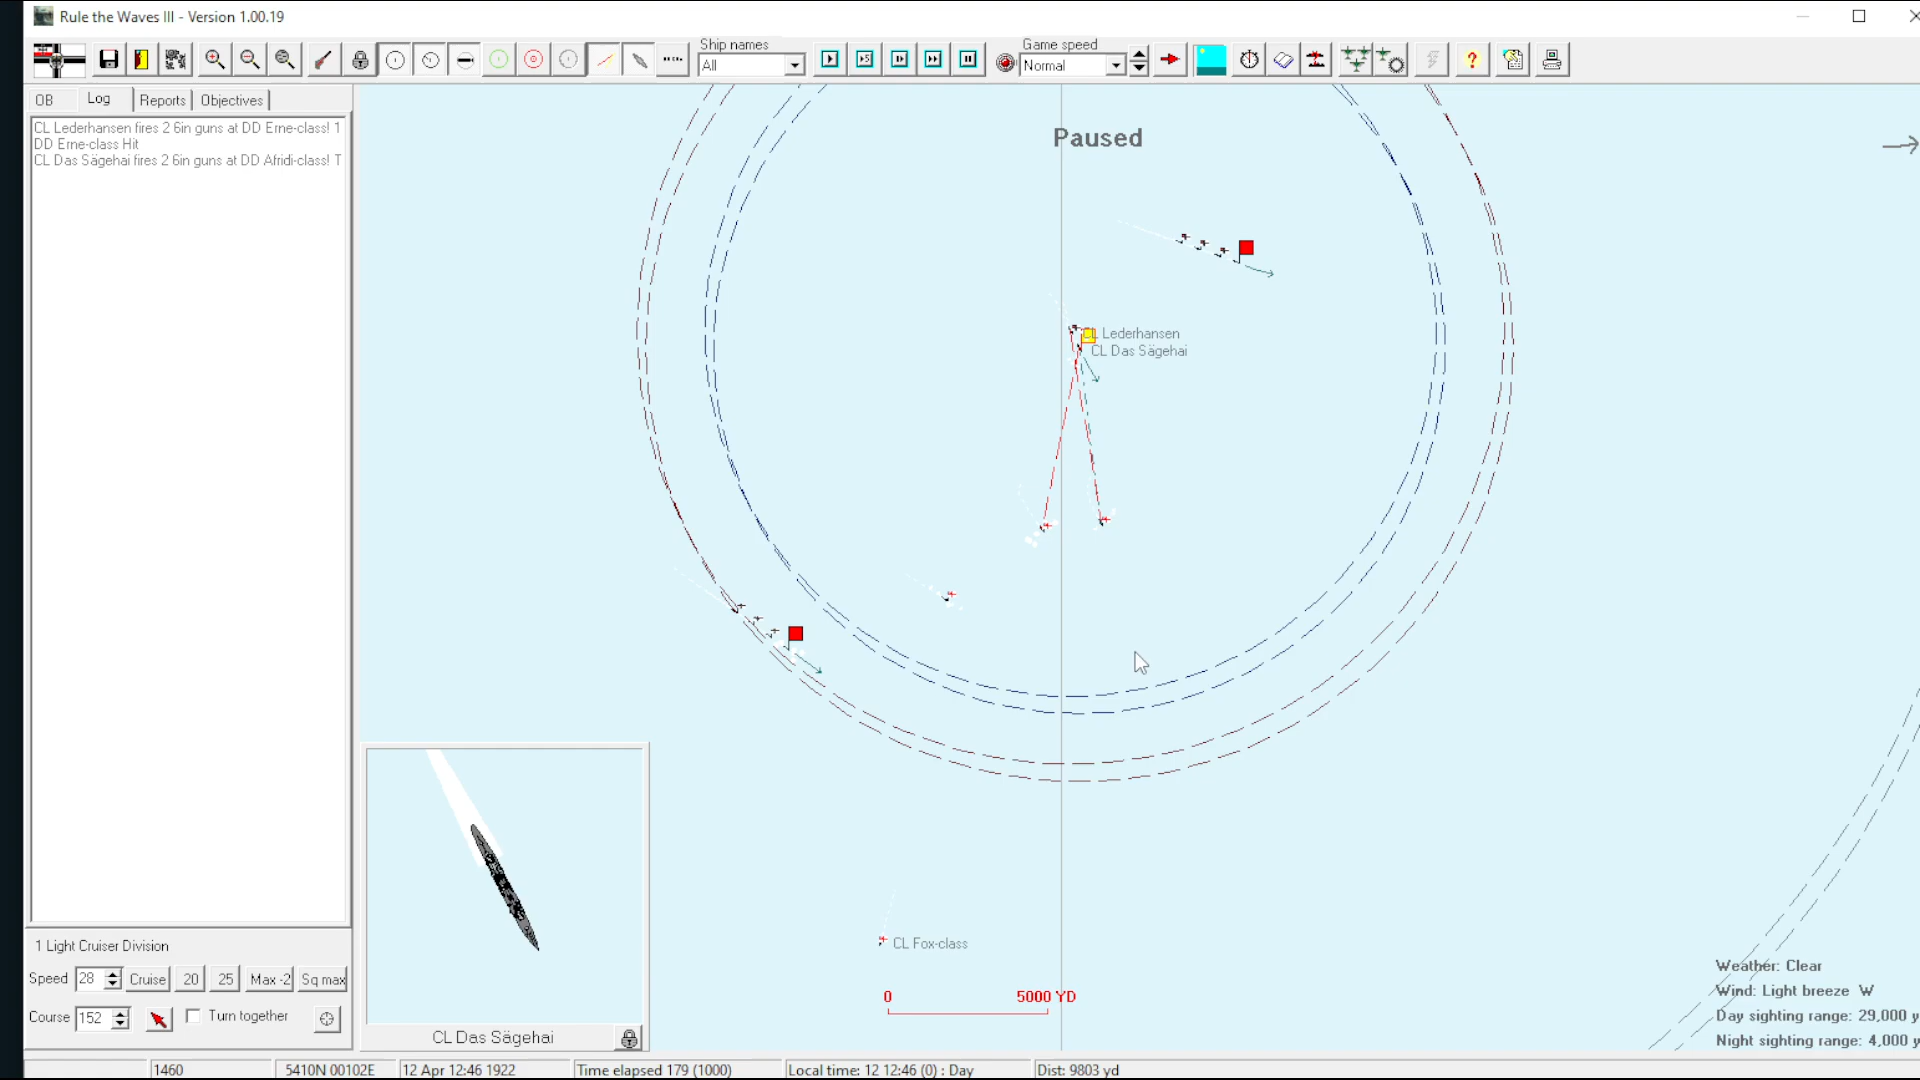 Rule the Waves III - Version 1.00.19
Ship names
All
Game speed
Normal
OB
Log
Reports
Objectives
CL Lederhansen fires 2 6in guns at DD Erne-class! 1
DD Erne-class Hit
CL Das Sägehai fires 2 6in guns at DD Afridi-class! T
Paused
CL Lederhansen
CL Das Sägehai
CL Fox-class
0
5000 YD
Weather: Clear
Wind: Light breeze W
Day sighting range: 29,000 y
Night sighting range: 4,000 y
1 Light Cruiser Division
Speed
28
Cruise
20
25
Max -2
Sq max
Course
152
Turn together
CL Das Sägehai
1460
5410N 00102E
12 Apr 12:46 1922
Time elapsed 179 (1000)
Local time: 12 12:46 (0) : Day
Dist: 9803 yd